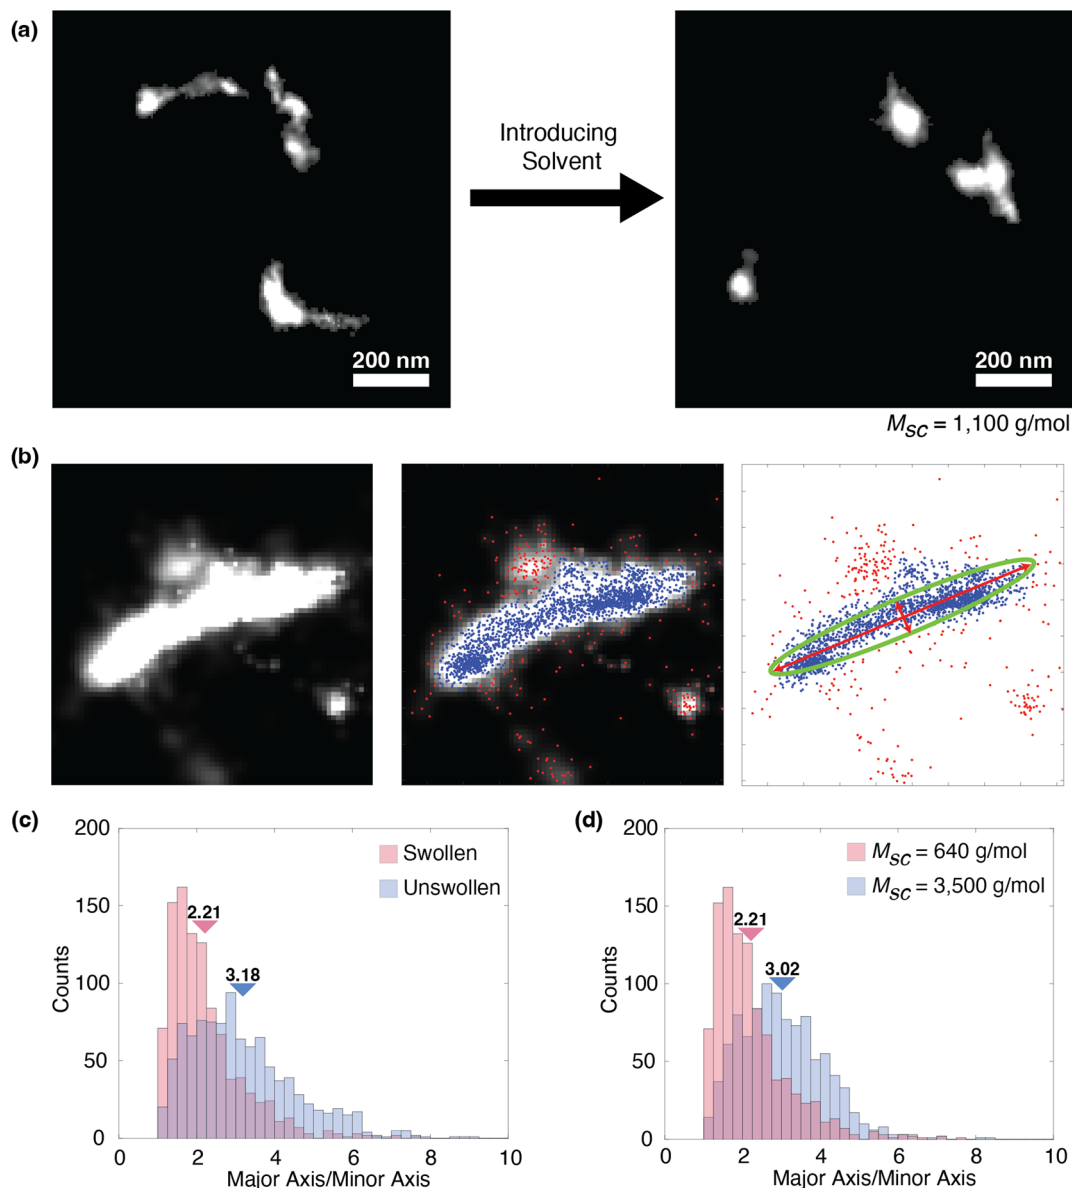 (a)
Introducing
Solvent
200 nm
200 nm
M_SC = 1,100 g/mol
(b)
(c)
(d)
200
Swollen
Unswollen
150
2.21
3.18
100
50
0
Counts
0 2 4 6 8 10
Major Axis/Minor Axis
200
M_SC = 640 g/mol
M_SC = 3,500 g/mol
150
2.21
3.02
100
50
0
Counts
0 2 4 6 8 10
Major Axis/Minor Axis